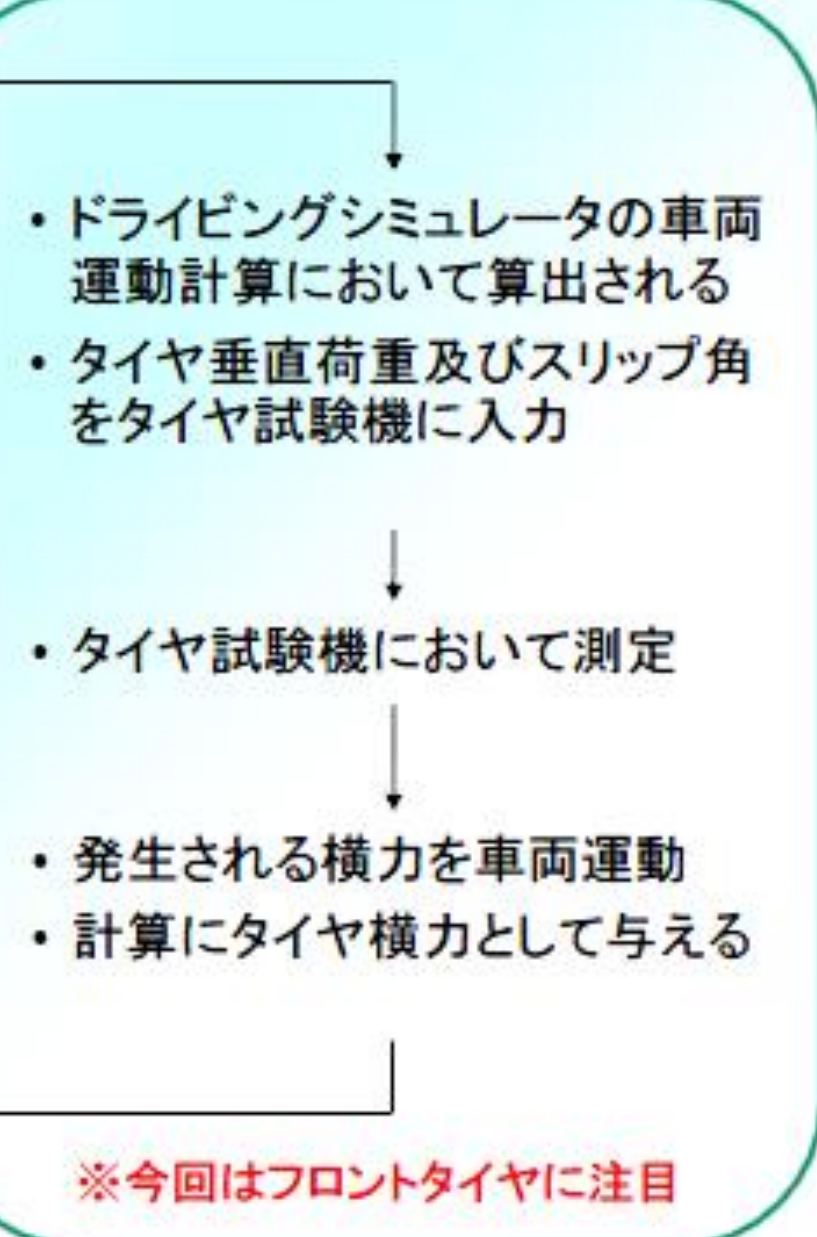 ・ドライビングシミュレータの車両
運動計算において算出される
・タイヤ垂直荷重及びスリップ角
をタイヤ試験機に入力
・タイヤ試験機において測定
・発生される横力を車両運動
・計算にタイヤ横力として与える
※今回はフロントタイヤに注目